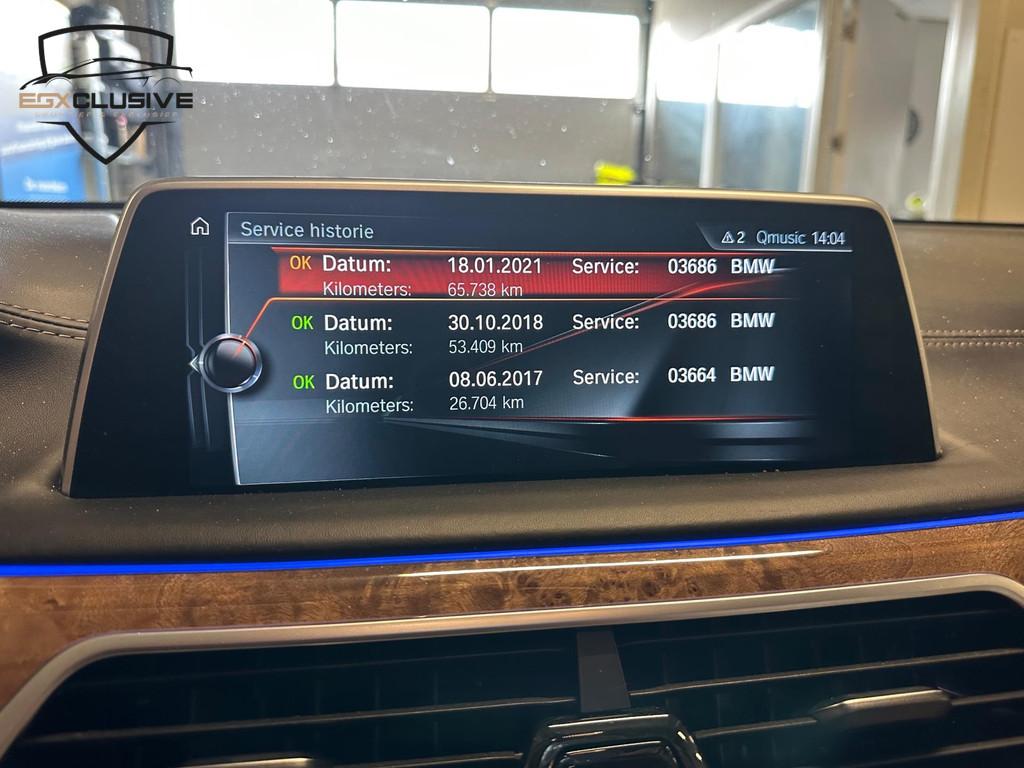 EGXCLUSIVE
Service histories
2 Qmusic 14:04
OK Datum: 18.01.2021 Service: 03686 BMW
Kilometers: 65.738 km
OK Datum: 30.10.2018 Service: 03686 BMW
Kilometers: 53.409 km
OK Datum: 08.06.2017 Service: 03664 BMW
Kilometers: 26.704 km